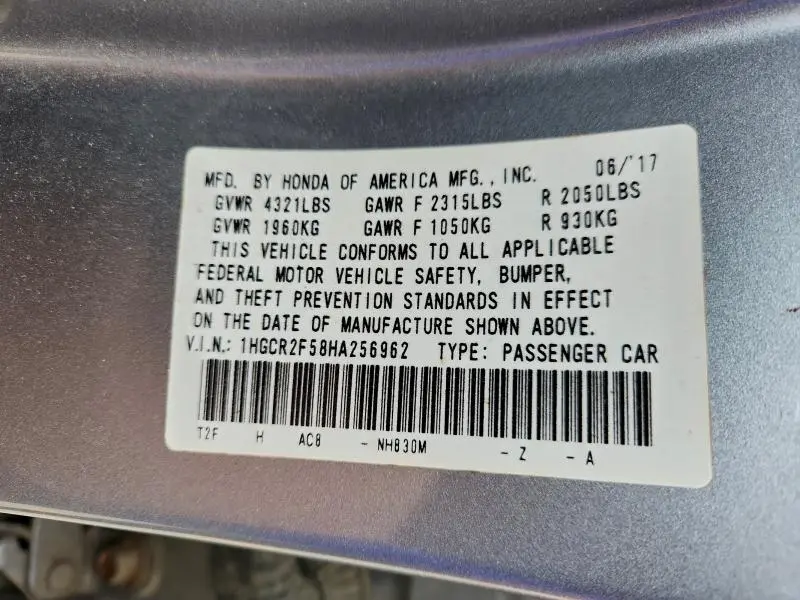 MFD. BY HONDA OF AMERICA MFG., INC. 06/'17
GVWR 4321LBS GAWR F 2315LBS R 2050LBS
GVWR 1960KG GAWR F 1050KG R 930KG
THIS VEHICLE CONFORMS TO ALL APPLICABLE
FEDERAL MOTOR VEHICLE SAFETY, BUMPER,
AND THEFT PREVENTION STANDARDS IN EFFECT
ON THE DATE OF MANUFACTURE SHOWN ABOVE.
V.I.N.: 1HGCR2F58HA256962 TYPE: PASSENGER CAR
T2F H AC8 - NH830M - Z - A